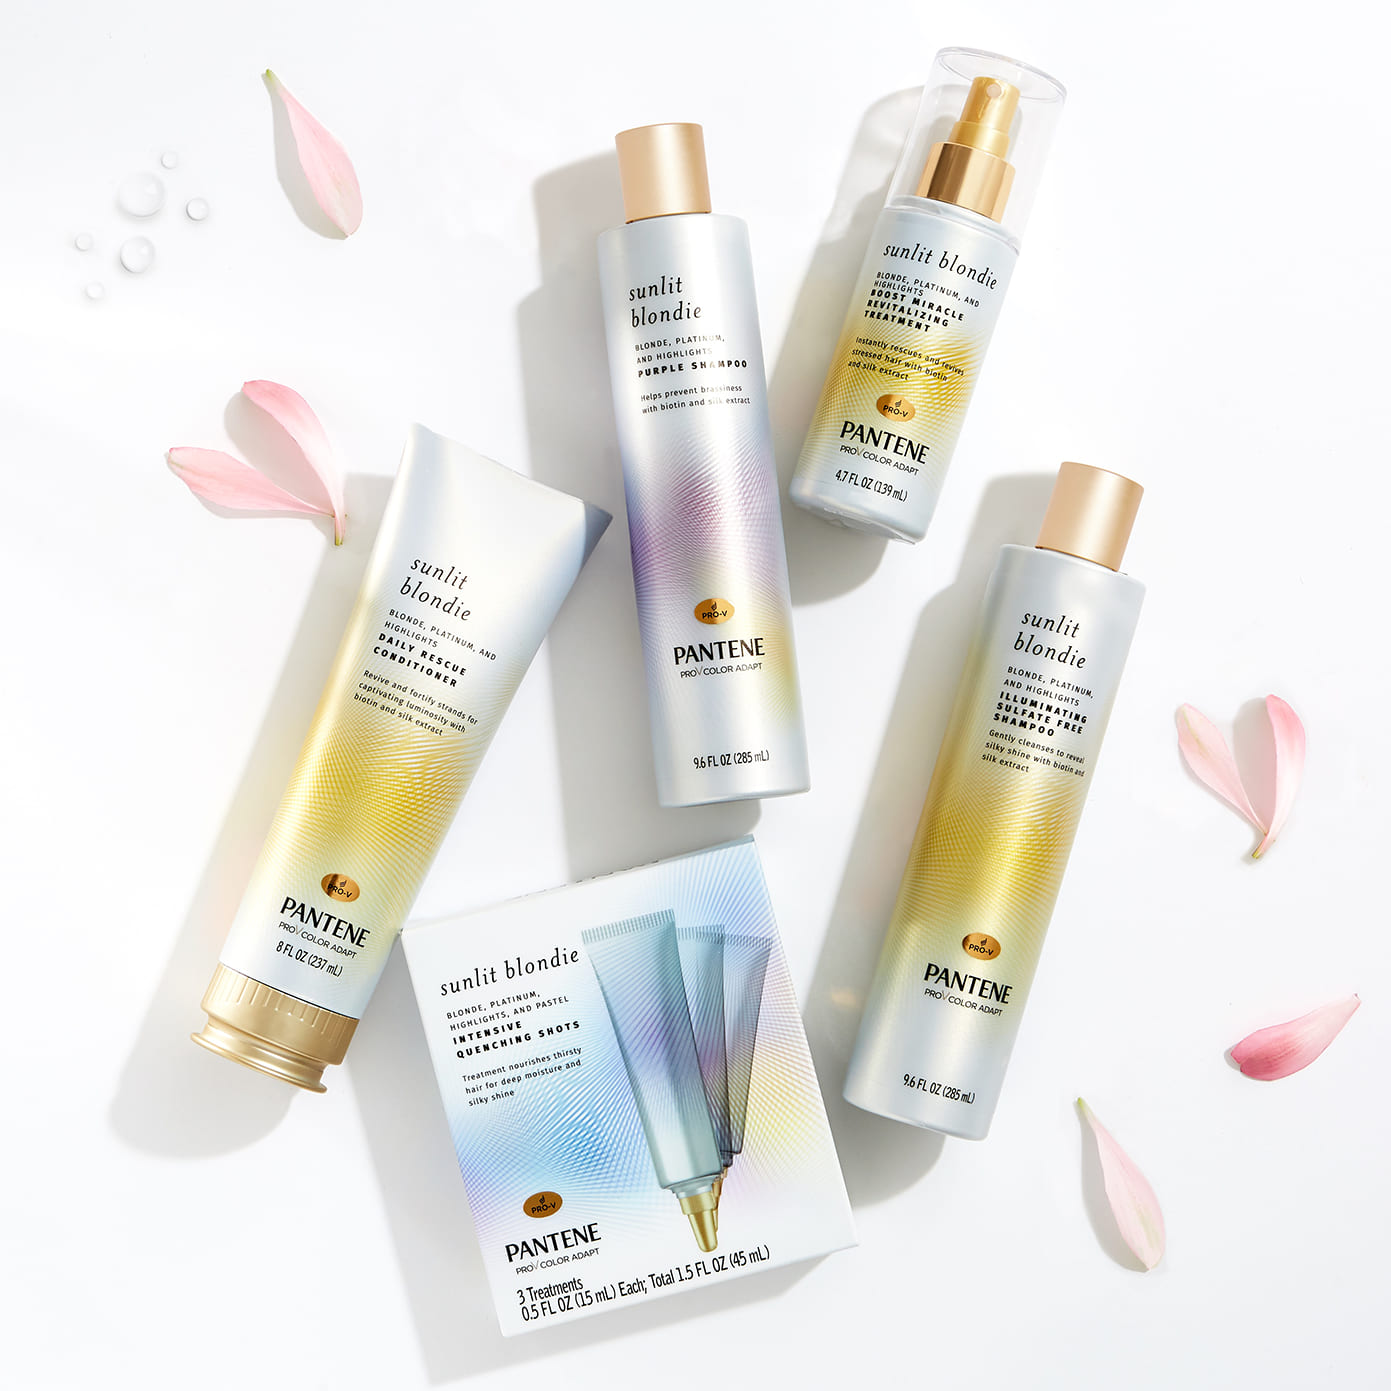 sunlit
blondie
BLONDE, PLATINUM,
AND HIGHLIGHTS
PURPLE SHAMPOO
Helps prevent brassiness
with biotin and silk extract
PRO-V
PANTENE
PROV COLOR ADAPT
9.6 FL OZ (285 mL)
sunlit blondie
BLONDE, PLATINUM, AND
HIGHLIGHTS
BOOST MIRACLE
REVITALIZING
TREATMENT
Instantly rescues and revives
stressed hair with biotin
and silk extract
PRO-V
PANTENE
PROV COLOR ADAPT
4.7 FL OZ (139 mL)
sunlit
blondie
BLONDE, PLATINUM, AND
HIGHLIGHTS
DAILY RESCUE
CONDITIONER
Revive and fortify strands for
captivating luminosity with
biotin and silk extract
PRO-V
PANTENE
PROV COLOR ADAPT
8 FL OZ (237 mL)
sunlit
blondie
BLONDE, PLATINUM,
AND HIGHLIGHTS
ILLUMINATING
SULFATE FREE
SHAMPOO
Gently cleanses to reveal
silky shine with biotin and
silk extract
PRO-V
PANTENE
PROV COLOR ADAPT
9.6 FL OZ (285 mL)
sunlit blondie
BLONDE, PLATINUM,
HIGHLIGHTS, AND PASTEL
INTENSIVE
QUENCHING SHOTS
Treatment nourishes thirsty
hair for deep moisture and
silky shine
PRO-V
PANTENE
PROV COLOR ADAPT
3 Treatments
0.5 FL OZ (15 mL) Each; Total 1.5 FL OZ (45 mL)